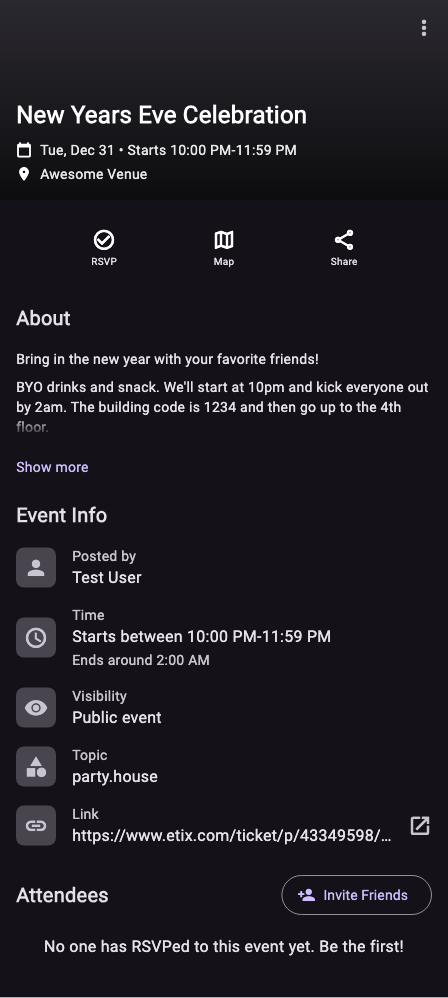 New Years Eve Celebration
Tue, Dec 31 • Starts 10:00 PM-11:59 PM
Awesome Venue
RSVP
Map
Share
About
Bring in the new year with your favorite friends!
BYO drinks and snack. We'll start at 10pm and kick everyone out
by 2am. The building code is 1234 and then go up to the 4th
floor.
Show more
Event Info
Posted by
Test User
Time
Starts between 10:00 PM-11:59 PM
Ends around 2:00 AM
Visibility
Public event
Topic
party.house
Link
https://www.etix.com/ticket/p/43349598/...
Attendees
Invite Friends
No one has RSVPed to this event yet. Be the first!